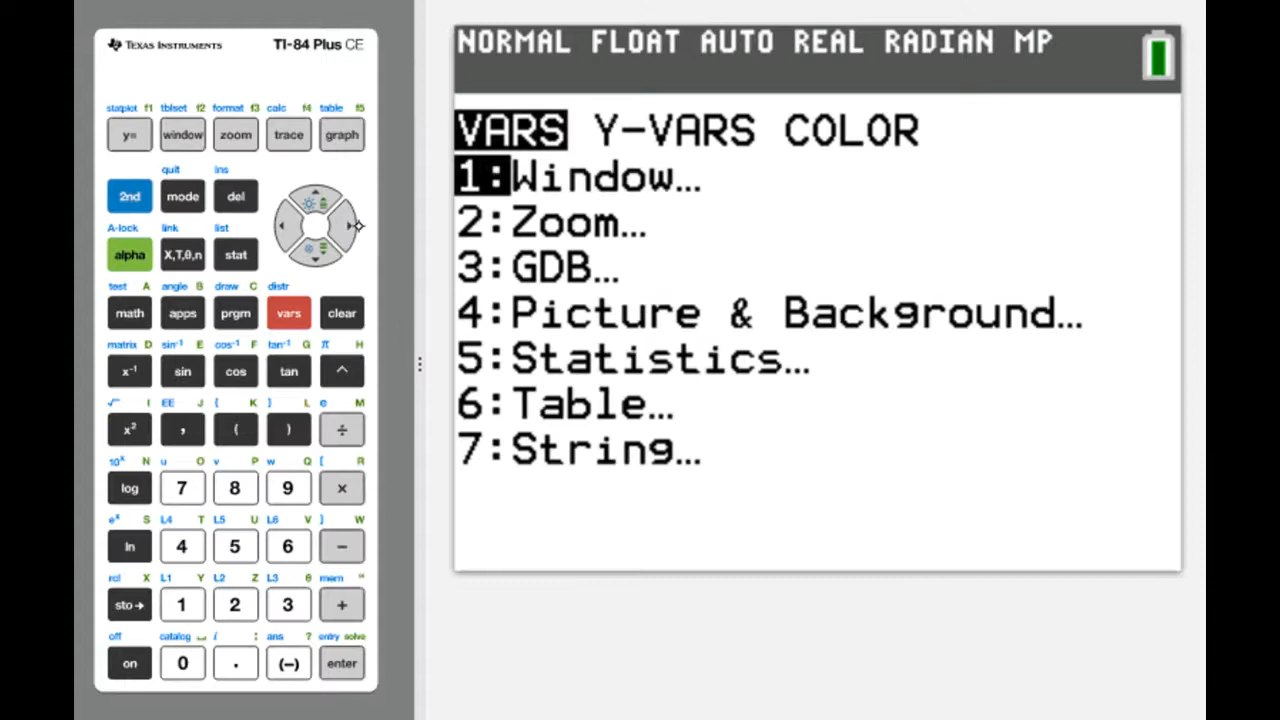 TEXAS INSTRUMENTS TI-84 Plus CE
statplot f1 tblset f2 format f3 calc f4 table f5
y= window zoom trace graph
quit ins
2nd mode del
A-lock link list
alpha X,T,θ,n stat
test A angle B draw C distr
math apps prgm vars clear
matrix D sin⁻¹ E cos⁻¹ F tan⁻¹ G π H
x⁻¹ sin cos tan ^
√ I EE J { K } L e M
x² , ( ) ÷
10ˣ N u O v P w Q [ R
log 7 8 9 ×
eˣ S L4 T L5 U L6 V ] W
ln 4 5 6 −
rcl X L1 Y L2 Z L3 θ mem "
sto→ 1 2 3 +
off catalog ⎵ i : ans ? entry solve
on 0 . (−) enter
NORMAL FLOAT AUTO REAL RADIAN MP
VARS Y-VARS COLOR
1:Window…
2:Zoom…
3:GDB…
4:Picture & Background…
5:Statistics…
6:Table…
7:String…